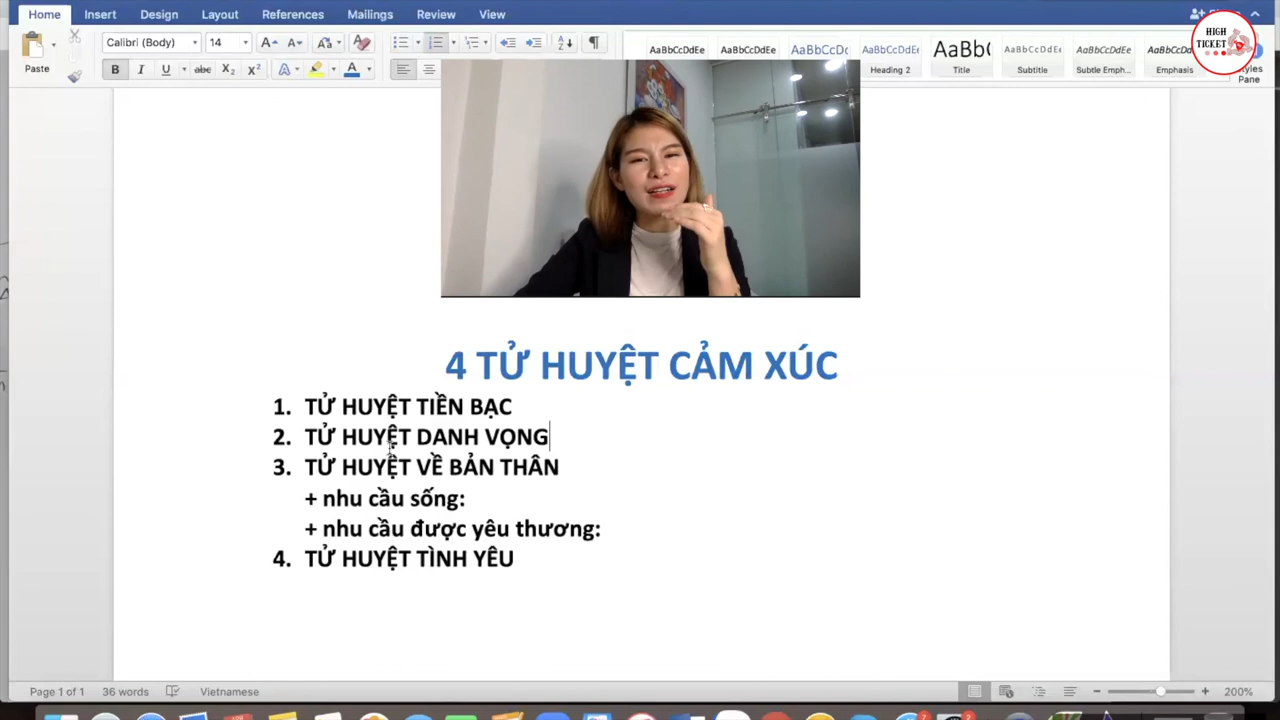 Home Insert Design Layout References Mailings Review View
HIGH
TICKET
Calibri (Body) 14
Paste
AaBbCcDdEe AaBbCcDdEe AaBbCcDc AaBbCcDdEe AaBb( AaBbCcDdEe AaBbCcDdEe AaBbCcDdEe
Heading 2 Title Subtitle Subtle Emph... Emphasis Styles
Pane
4 TỬ HUYỆT CẢM XÚC
1. TỬ HUYỆT TIỀN BẠC
2. TỬ HUYỆT DANH VỌNG
3. TỬ HUYỆT VỀ BẢN THÂN
+ nhu cầu sống:
+ nhu cầu được yêu thương:
4. TỬ HUYỆT TÌNH YÊU
Page 1 of 1 36 words Vietnamese 200%